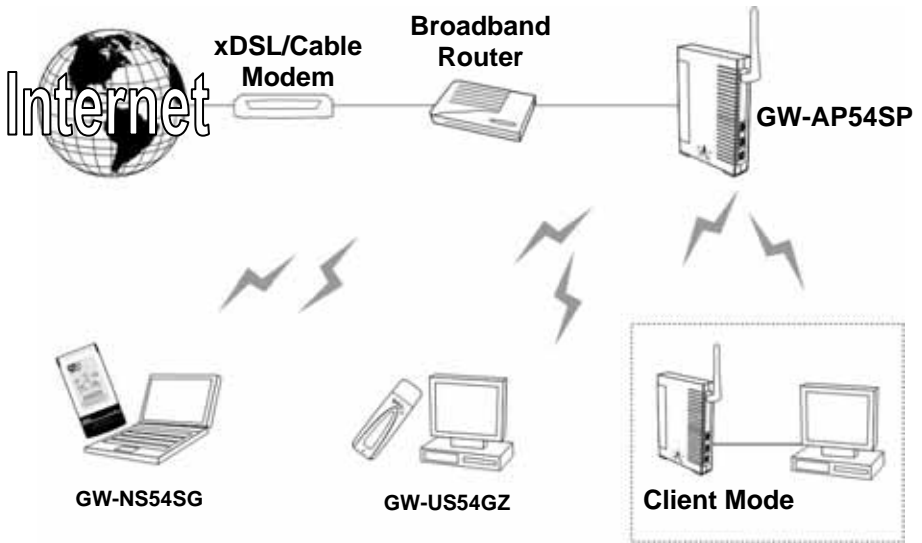 Internet
xDSL/Cable
Modem
Broadband
Router
GW-AP54SP
GW-NS54SG
GW-US54GZ
Client Mode